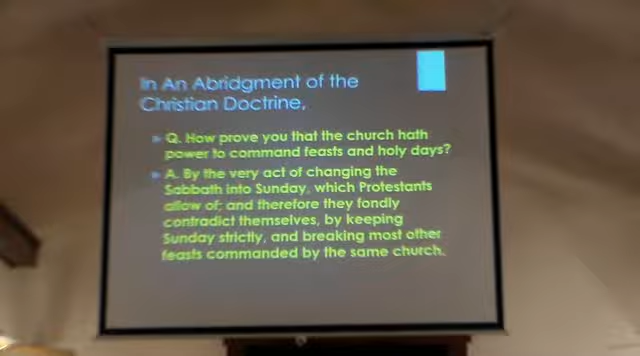 In An Abridgment of the
Christian Doctrine,
Q. How prove you that the church hath
power to command feasts and holy days?
A. By the very act of changing the
Sabbath into Sunday, which Protestants
allow of; and therefore they fondly
contradict themselves, by keeping
Sunday strictly, and breaking most other
feasts commanded by the same church.